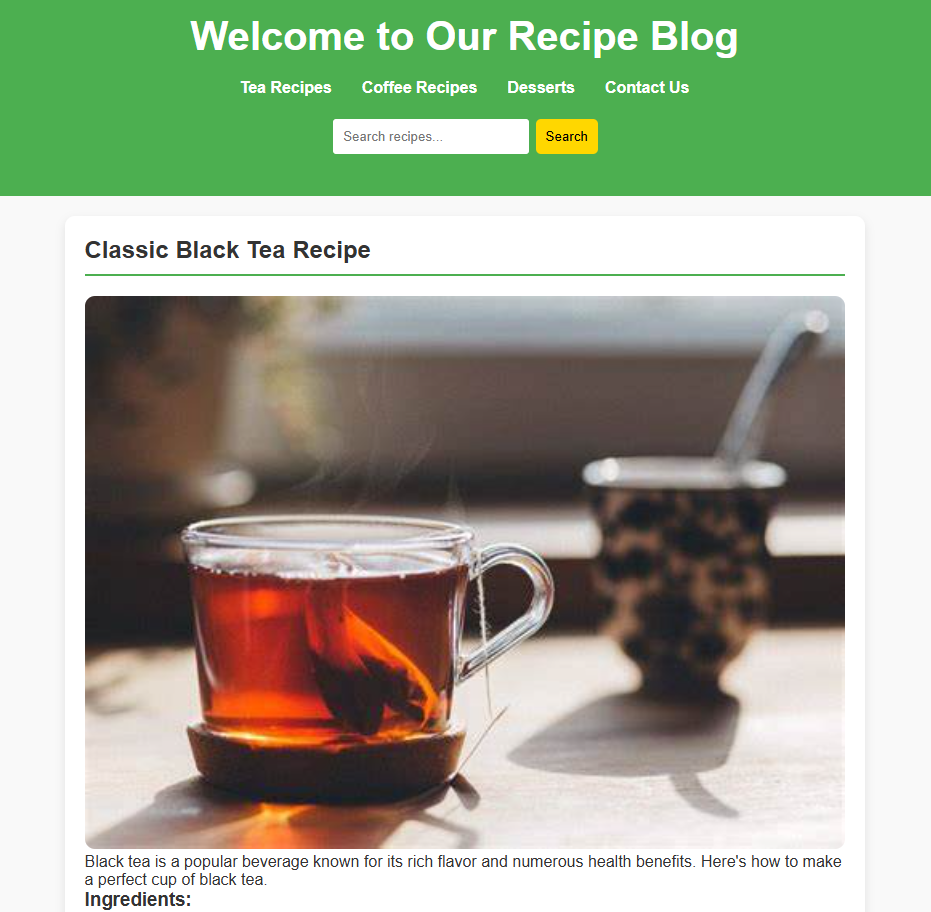 Welcome to Our Recipe Blog
Tea Recipes Coffee Recipes Desserts Contact Us
Search recipes... Search
Classic Black Tea Recipe
Black tea is a popular beverage known for its rich flavor and numerous health benefits. Here's how to make
a perfect cup of black tea.
Ingredients: